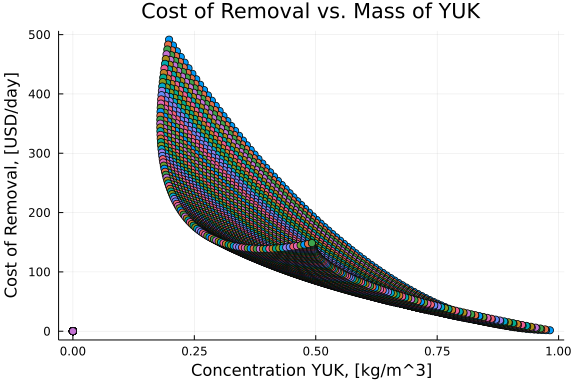 Cost of Removal vs. Mass of YUK
Cost of Removal, [USD/day]
500
400
300
200
100
0
0.00 0.25 0.50 0.75 1.00
Concentration YUK, [kg/m^3]